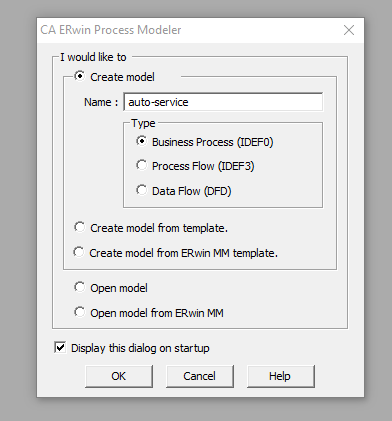 CA ERwin Process Modeler
I would like to
Create model
Name : auto-service
Type
Business Process (IDEF0)
Process Flow (IDEF3)
Data Flow (DFD)
Create model from template.
Create model from ERwin MM template.
Open model
Open model from ERwin MM
Display this dialog on startup
OK Cancel Help